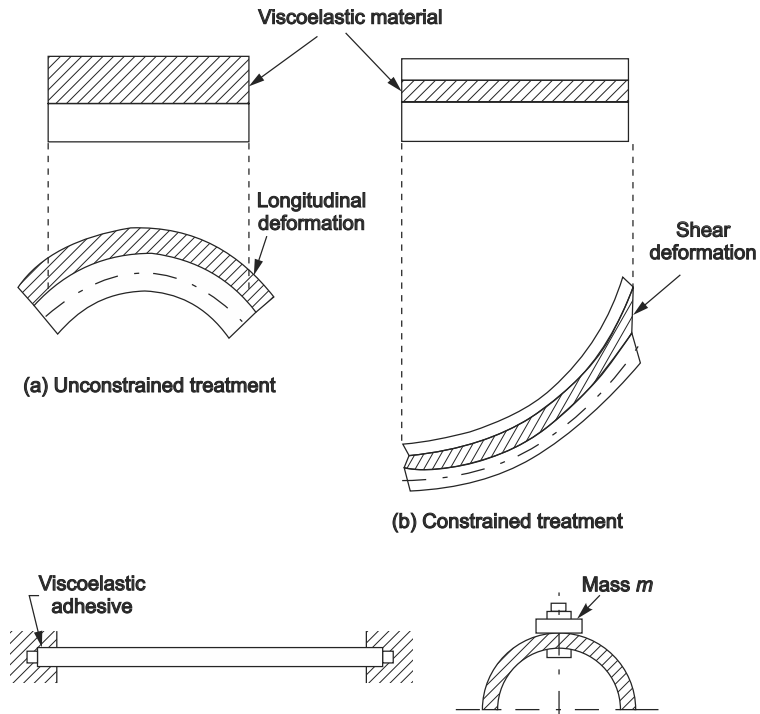 Viscoelastic material
Longitudinal
deformation
Shear
deformation
(a) Unconstrained treatment
(b) Constrained treatment
Viscoelastic
adhesive
Mass m